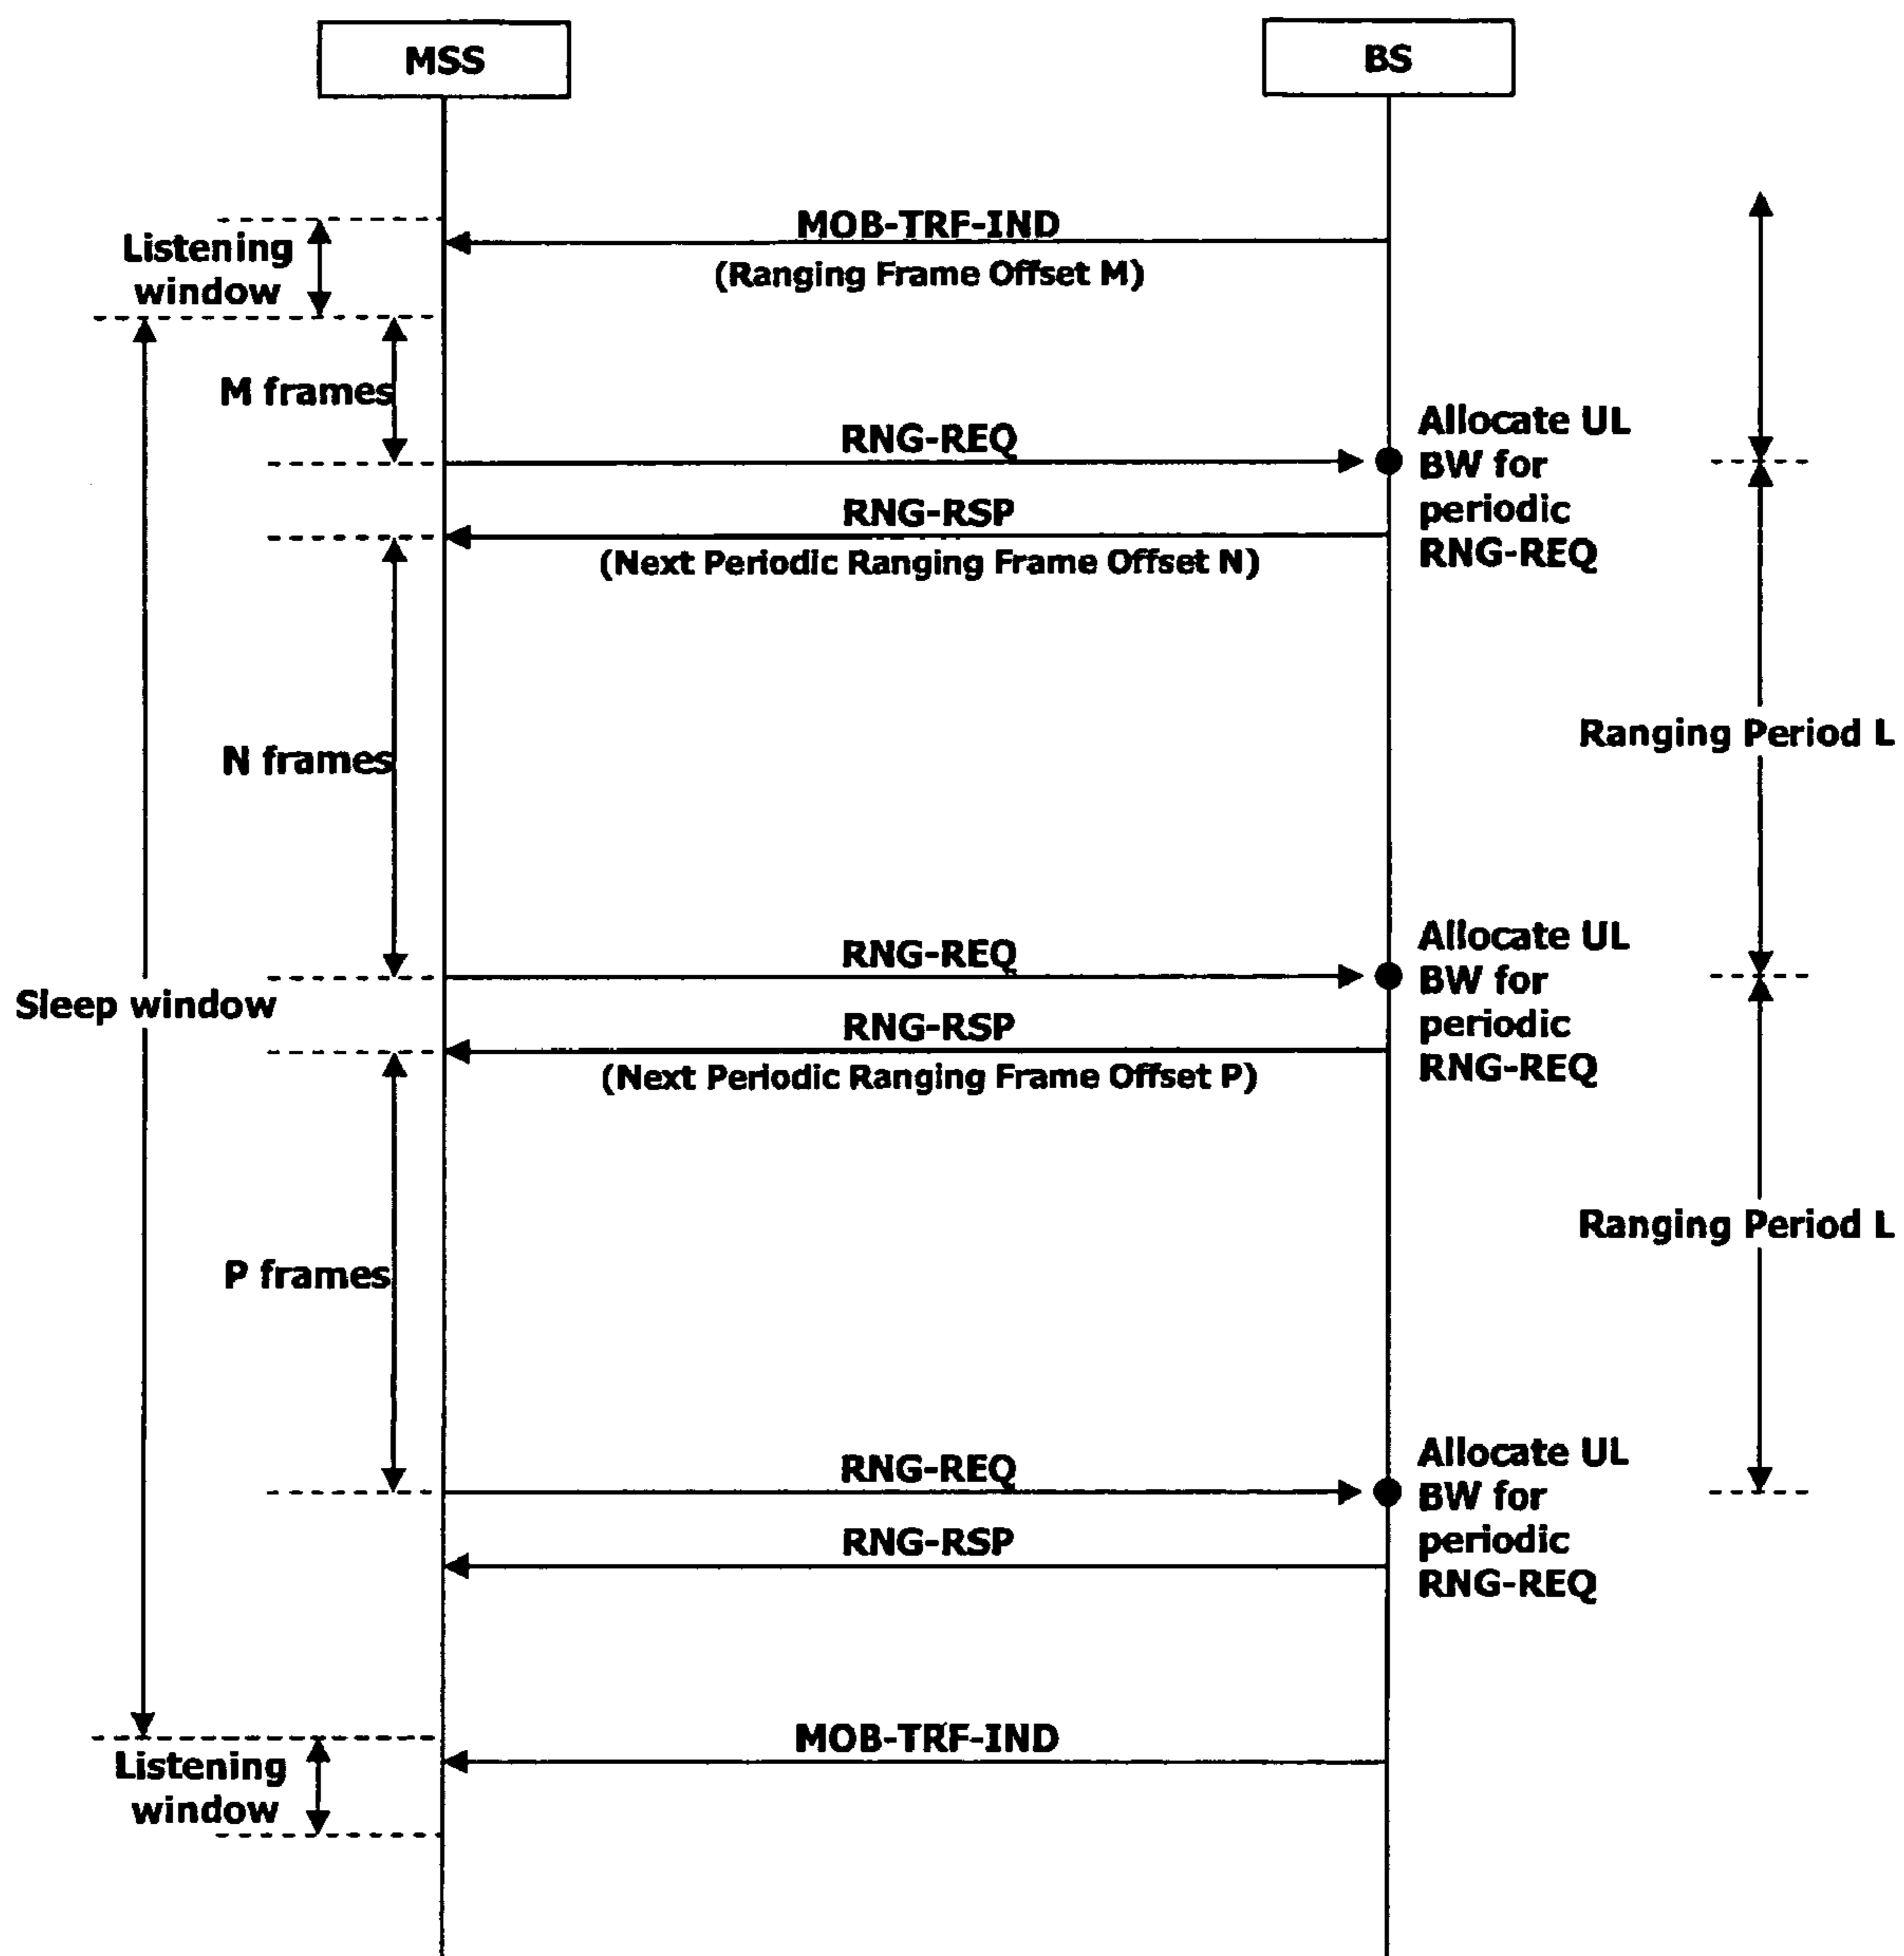 MSS
BS
MOB-TRF-IND
(Ranging Frame Offset M)
Listening
window
M frames
RNG-REQ
Allocate UL
BW for
periodic
RNG-REQ
RNG-RSP
(Next Periodic Ranging Frame Offset N)
N frames
Ranging Period L
RNG-REQ
Allocate UL
BW for
periodic
RNG-REQ
Sleep window
RNG-RSP
(Next Periodic Ranging Frame Offset P)
P frames
Ranging Period L
RNG-REQ
Allocate UL
BW for
periodic
RNG-REQ
RNG-RSP
MOB-TRF-IND
Listening
window